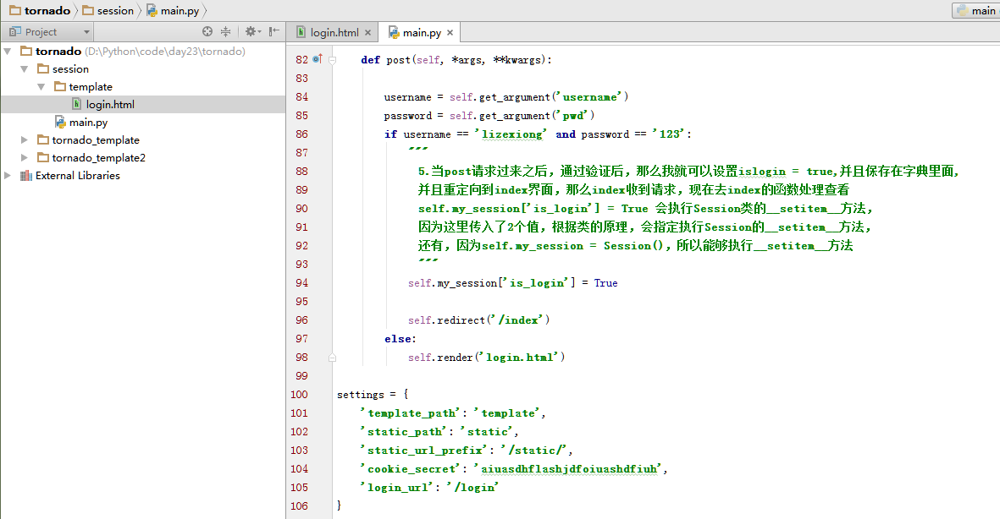 tornado session main.py main
Project login.html main.py
tornado (D:\Python\code\day23\tornado)
session
template
login.html
main.py
tornado_template
tornado_template2
External Libraries
82 def post(self, *args, **kwargs):
83
84 username = self.get_argument('username')
85 password = self.get_argument('pwd')
86 if username == 'lizexiong' and password == '123':
87 '''
88 5.当post请求过来之后，通过验证后，那么我就可以设置islogin = true,并且保存在字典里面,
89 并且重定向到index界面，那么index收到请求，现在去index的函数处理查看
90 self.my_session['is_login'] = True 会执行Session类的__setitem__方法，
91 因为这里传入了2个值，根据类的原理，会指定执行Session的__setitem__方法，
92 还有，因为self.my_session = Session()，所以能够执行__setitem__方法
93 '''
94 self.my_session['is_login'] = True
95
96 self.redirect('/index')
97 else:
98 self.render('login.html')
99
100 settings = {
101 'template_path': 'template',
102 'static_path': 'static',
103 'static_url_prefix': '/static/',
104 'cookie_secret': 'aiuasdhflashjdfoiuashdfiuh',
105 'login_url': '/login'
106 }